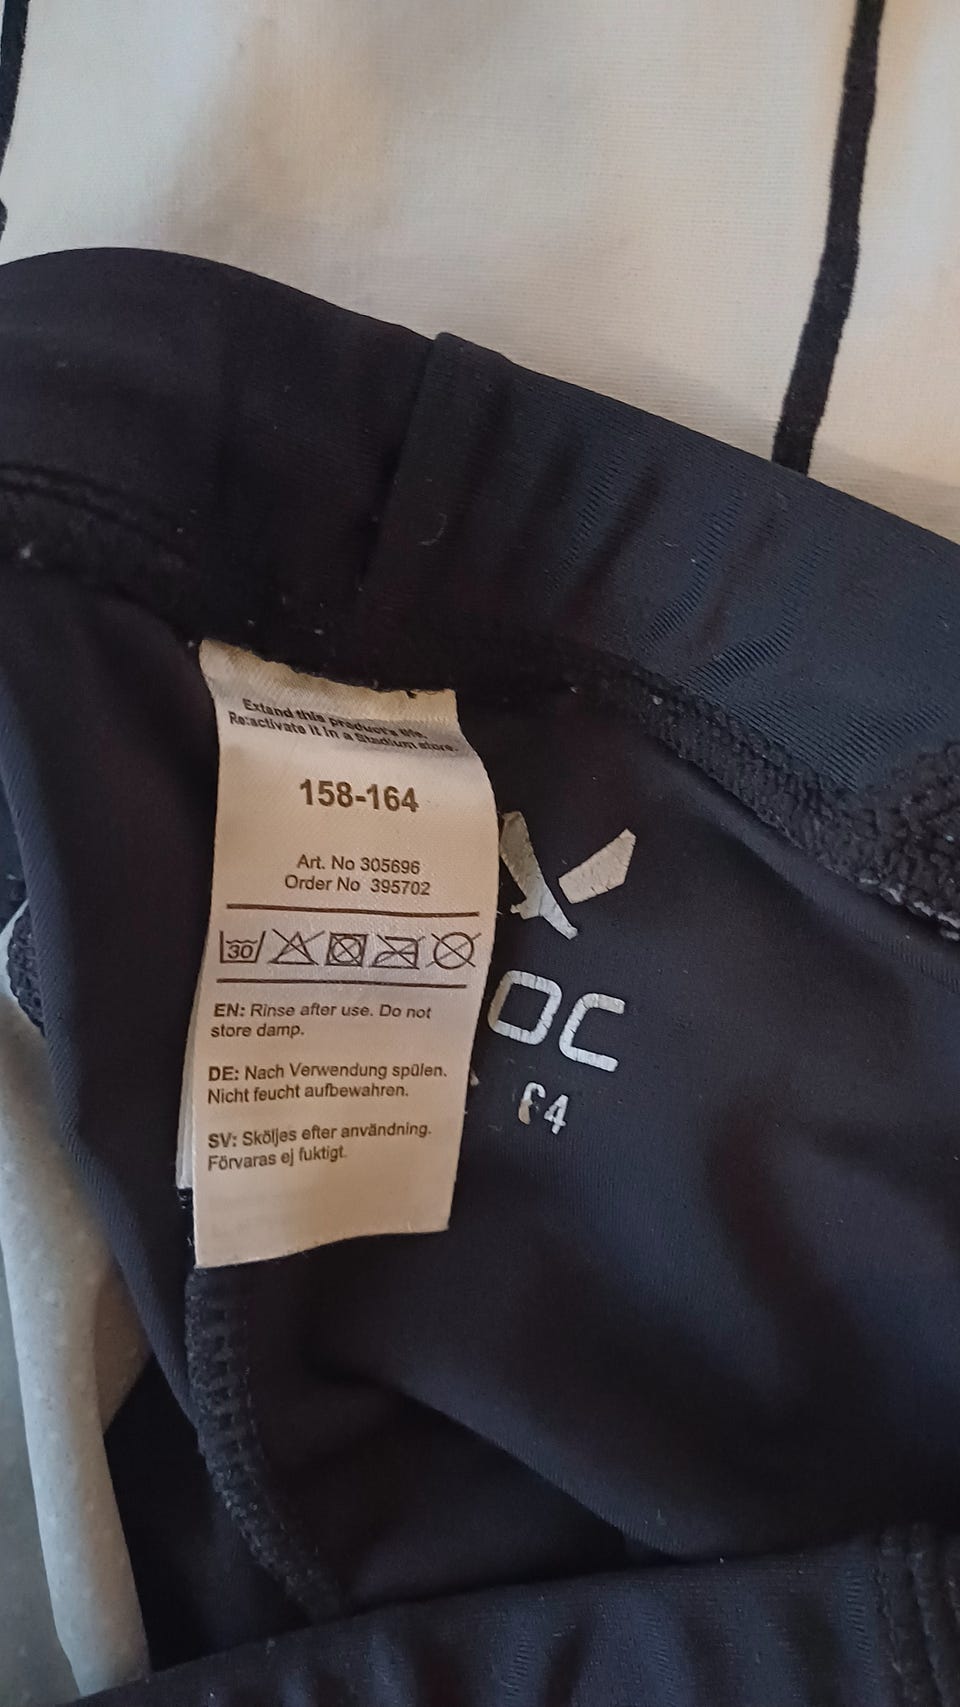 Extend this product's life.
Re:activate it in a Stadium store.
158-164
Art. No 305696
Order No 395702
30
EN: Rinse after use. Do not
store damp.
DE: Nach Verwendung spülen.
Nicht feucht aufbewahren.
SV: Sköljes efter användning.
Förvaras ej fuktigt.
OC
64